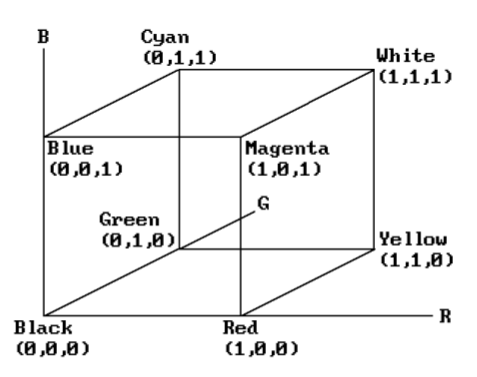 B
Cyan
(0,1,1)
White
(1,1,1)
Blue
(0,0,1)
Magenta
(1,0,1)
G
Green
(0,1,0)
Yellow
(1,1,0)
R
Black
(0,0,0)
Red
(1,0,0)